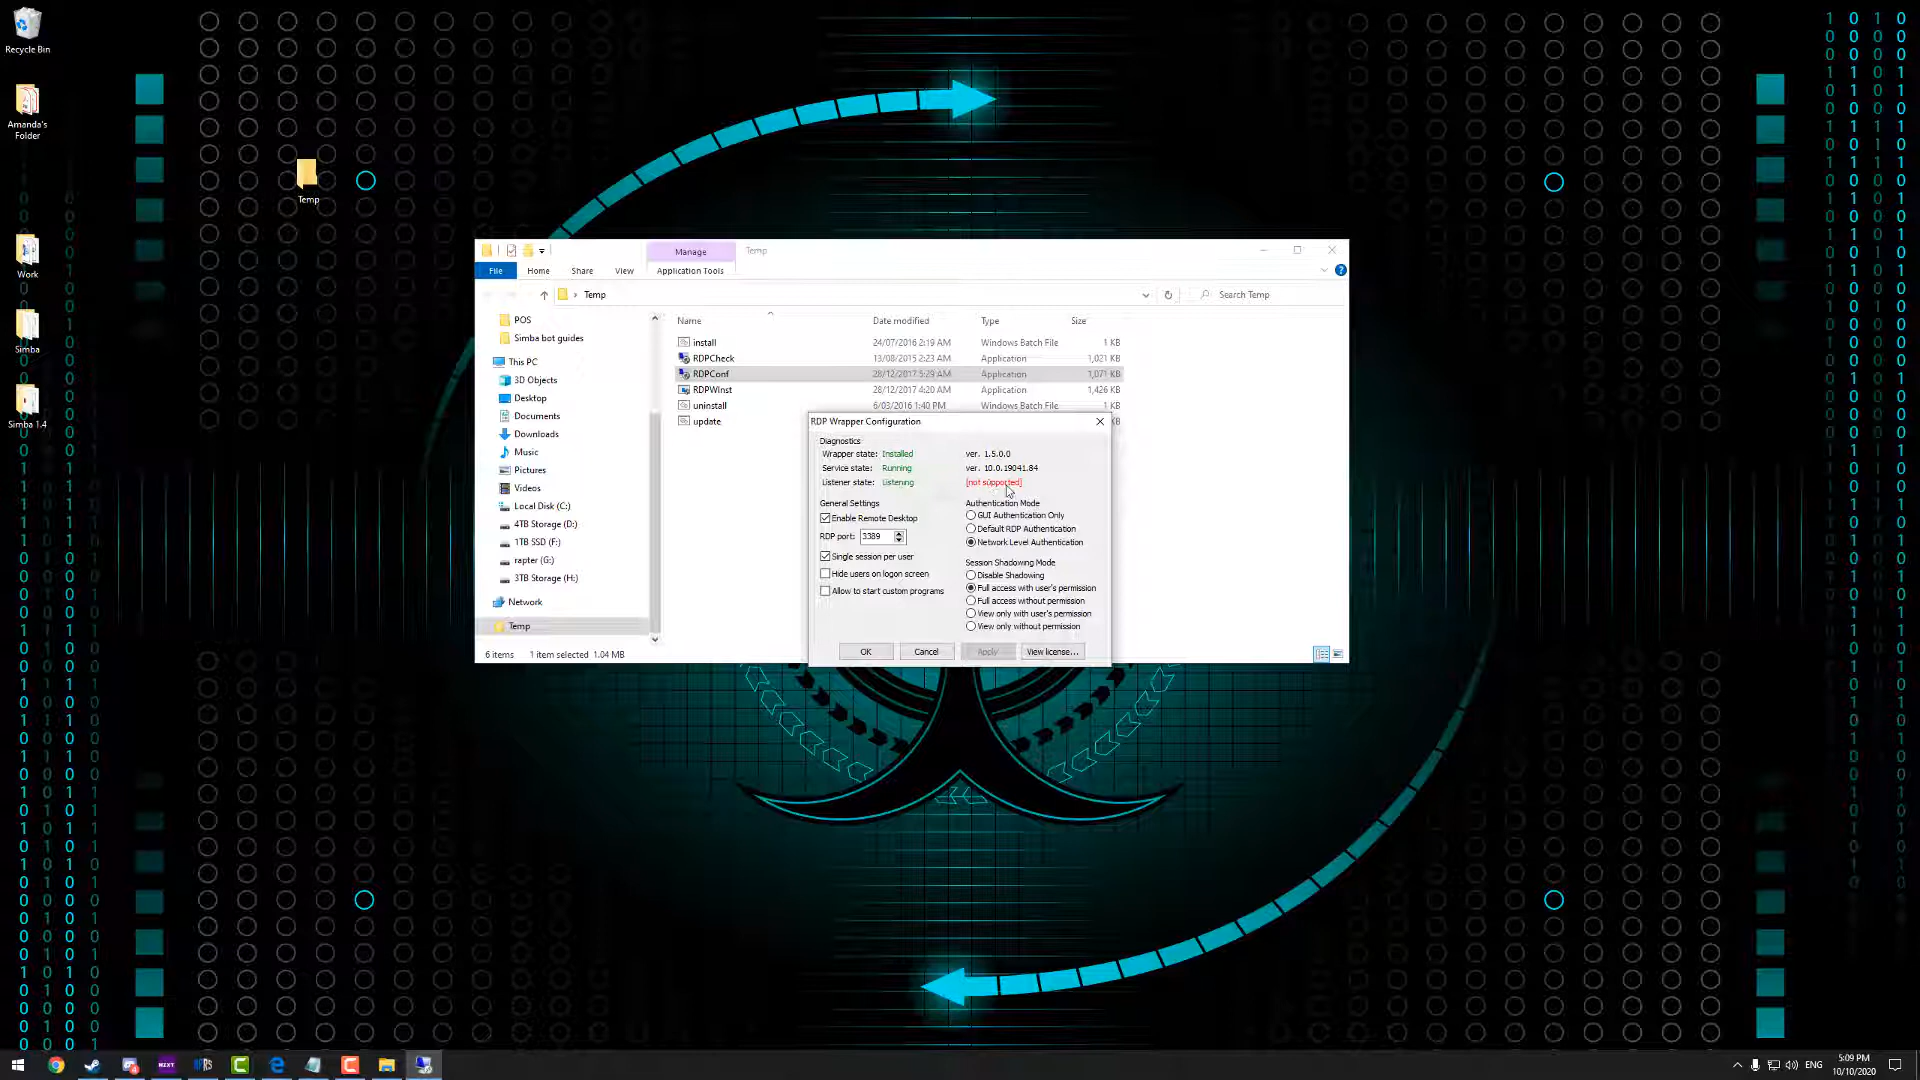 Recycle Bin
Amanda's
Folder
Temp
Work
Simba
Simba 1.4
Manage
Temp
File
Home
Share
View
Application Tools
Temp
Search Temp
POS
Simba bot guides
This PC
3D Objects
Desktop
Documents
Downloads
Music
Pictures
Videos
Local Disk (C:)
4TB Storage (D:)
1TB SSD (F:)
rapter (G:)
3TB Storage (H:)
Network
Temp
Name Date modified Type Size
install 24/07/2016 2:19 AM Windows Batch File 1 KB
RDPCheck 13/08/2015 2:23 AM Application 1,021 KB
RDPConf 28/12/2017 5:29 AM Application 1,071 KB
RDPWInst 28/12/2017 4:20 AM Application 1,426 KB
uninstall 6/03/2016 1:40 PM Windows Batch File 1 KB
update KB
6 items 1 item selected 1.04 MB
RDP Wrapper Configuration
Diagnostics
Wrapper state: Installed ver. 1.5.0.0
Service state: Running ver. 10.0.19041.84
Listener state: Listening [not supported]
General Settings
Enable Remote Desktop
RDP port: 3389
Single session per user
Hide users on logon screen
Allow to start custom programs
Authentication Mode
GUI Authentication Only
Default RDP Authentication
Network Level Authentication
Session Shadowing Mode
Disable Shadowing
Full access with user's permission
Full access without permission
View only with user's permission
View only without permission
OK
Cancel
Apply
View license...
ENG
5:09 PM
10/10/2020